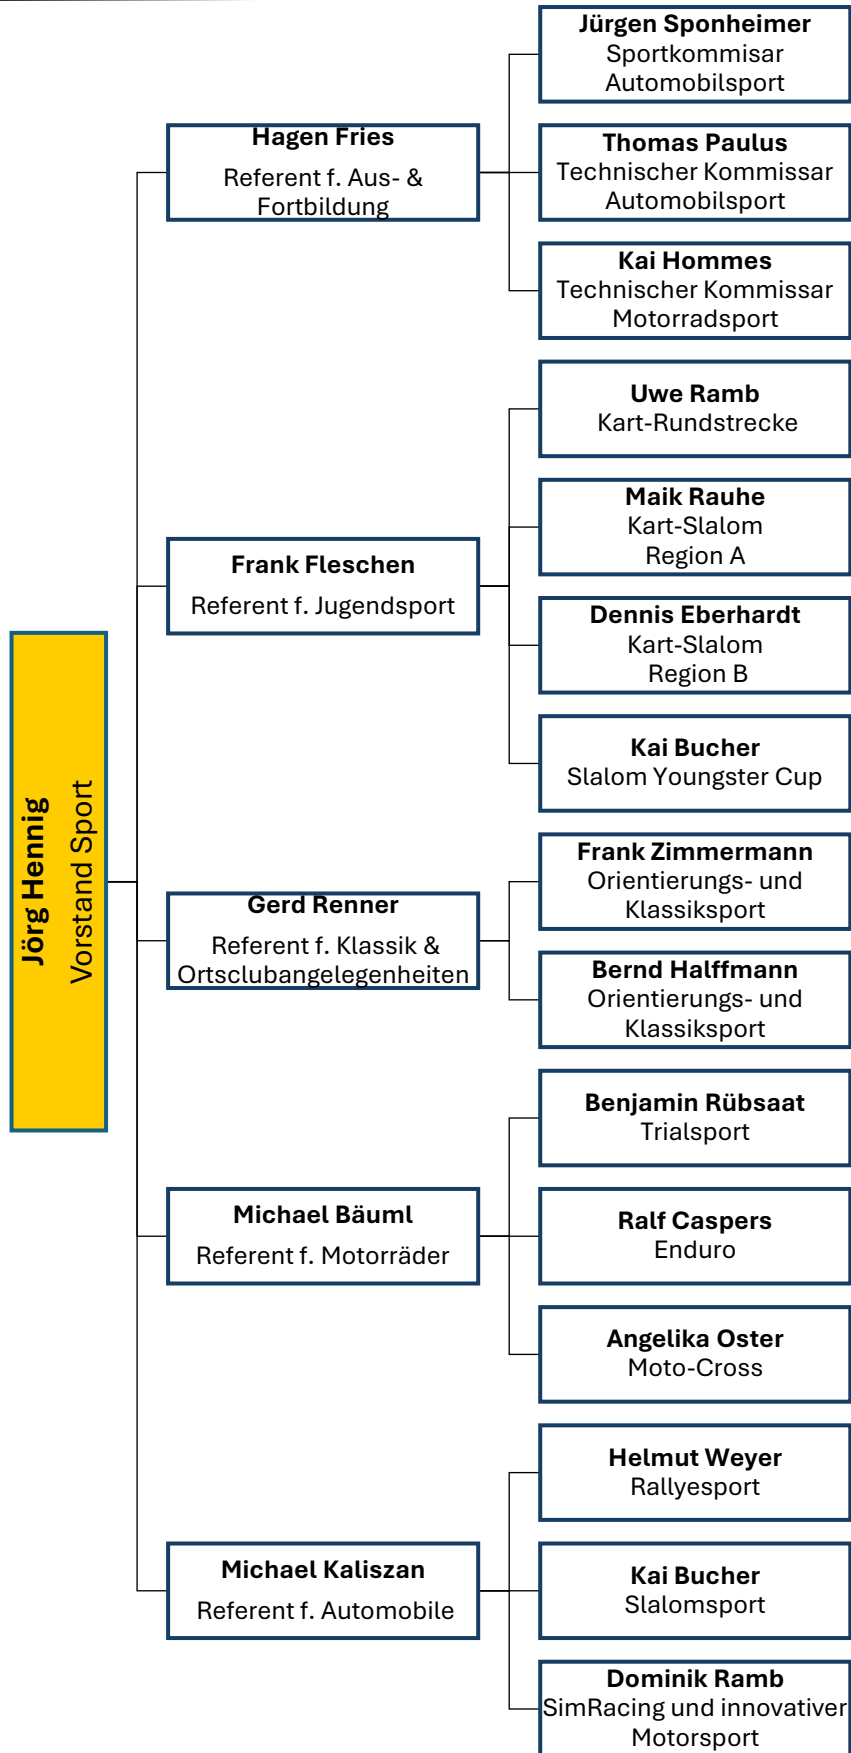 Jörg Hennig
Vorstand Sport
Hagen Fries
Referent f. Aus- &
Fortbildung
Jürgen Sponheimer
Sportkommisar
Automobilsport
Thomas Paulus
Technischer Kommissar
Automobilsport
Kai Hommes
Technischer Kommissar
Motorradsport
Frank Fleschen
Referent f. Jugendsport
Uwe Ramb
Kart-Rundstrecke
Maik Rauhe
Kart-Slalom
Region A
Dennis Eberhardt
Kart-Slalom
Region B
Kai Bucher
Slalom Youngster Cup
Gerd Renner
Referent f. Klassik &
Ortsclubangelegenheiten
Frank Zimmermann
Orientierungs- und
Klassiksport
Bernd Halffmann
Orientierungs- und
Klassiksport
Michael Bäuml
Referent f. Motorräder
Benjamin Rübsaat
Trialsport
Ralf Caspers
Enduro
Angelika Oster
Moto-Cross
Michael Kaliszan
Referent f. Automobile
Helmut Weyer
Rallyesport
Kai Bucher
Slalomsport
Dominik Ramb
SimRacing und innovativer
Motorsport